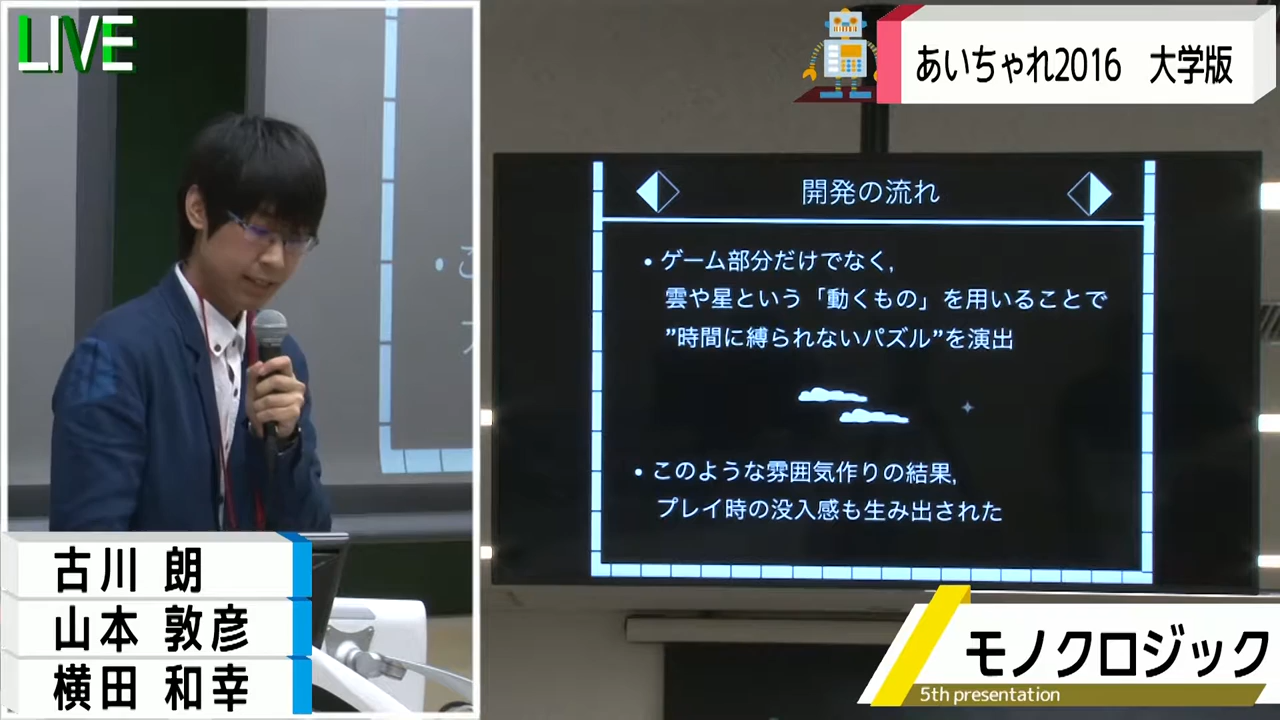 LIVE
あいちゃれ2016 大学版
開発の流れ
• ゲーム部分だけでなく,
雲や星という「動くもの」を用いることで
”時間に縛られないパズル”を演出
• このような雰囲気作りの結果,
プレイ時の没入感も生み出された
古川 朗
山本 敦彦
横田 和幸
モノクロジック
5th presentation